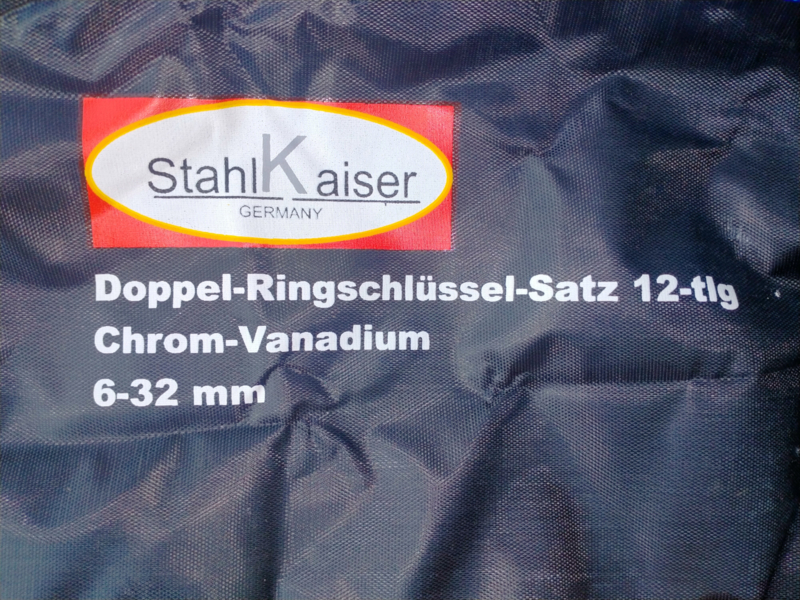 StahlKaiser
GERMANY
Doppel-Ringschlüssel-Satz 12-tlg
Chrom-Vanadium
6-32 mm